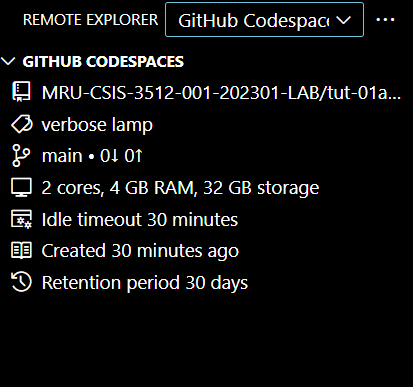 REMOTE EXPLORER GitHub Codespac
GITHUB CODESPACES
MRU-CSIS-3512-001-202301-LAB/tut-01a...
verbose lamp
main • 0↓ 0↑
2 cores, 4 GB RAM, 32 GB storage
Idle timeout 30 minutes
Created 30 minutes ago
Retention period 30 days